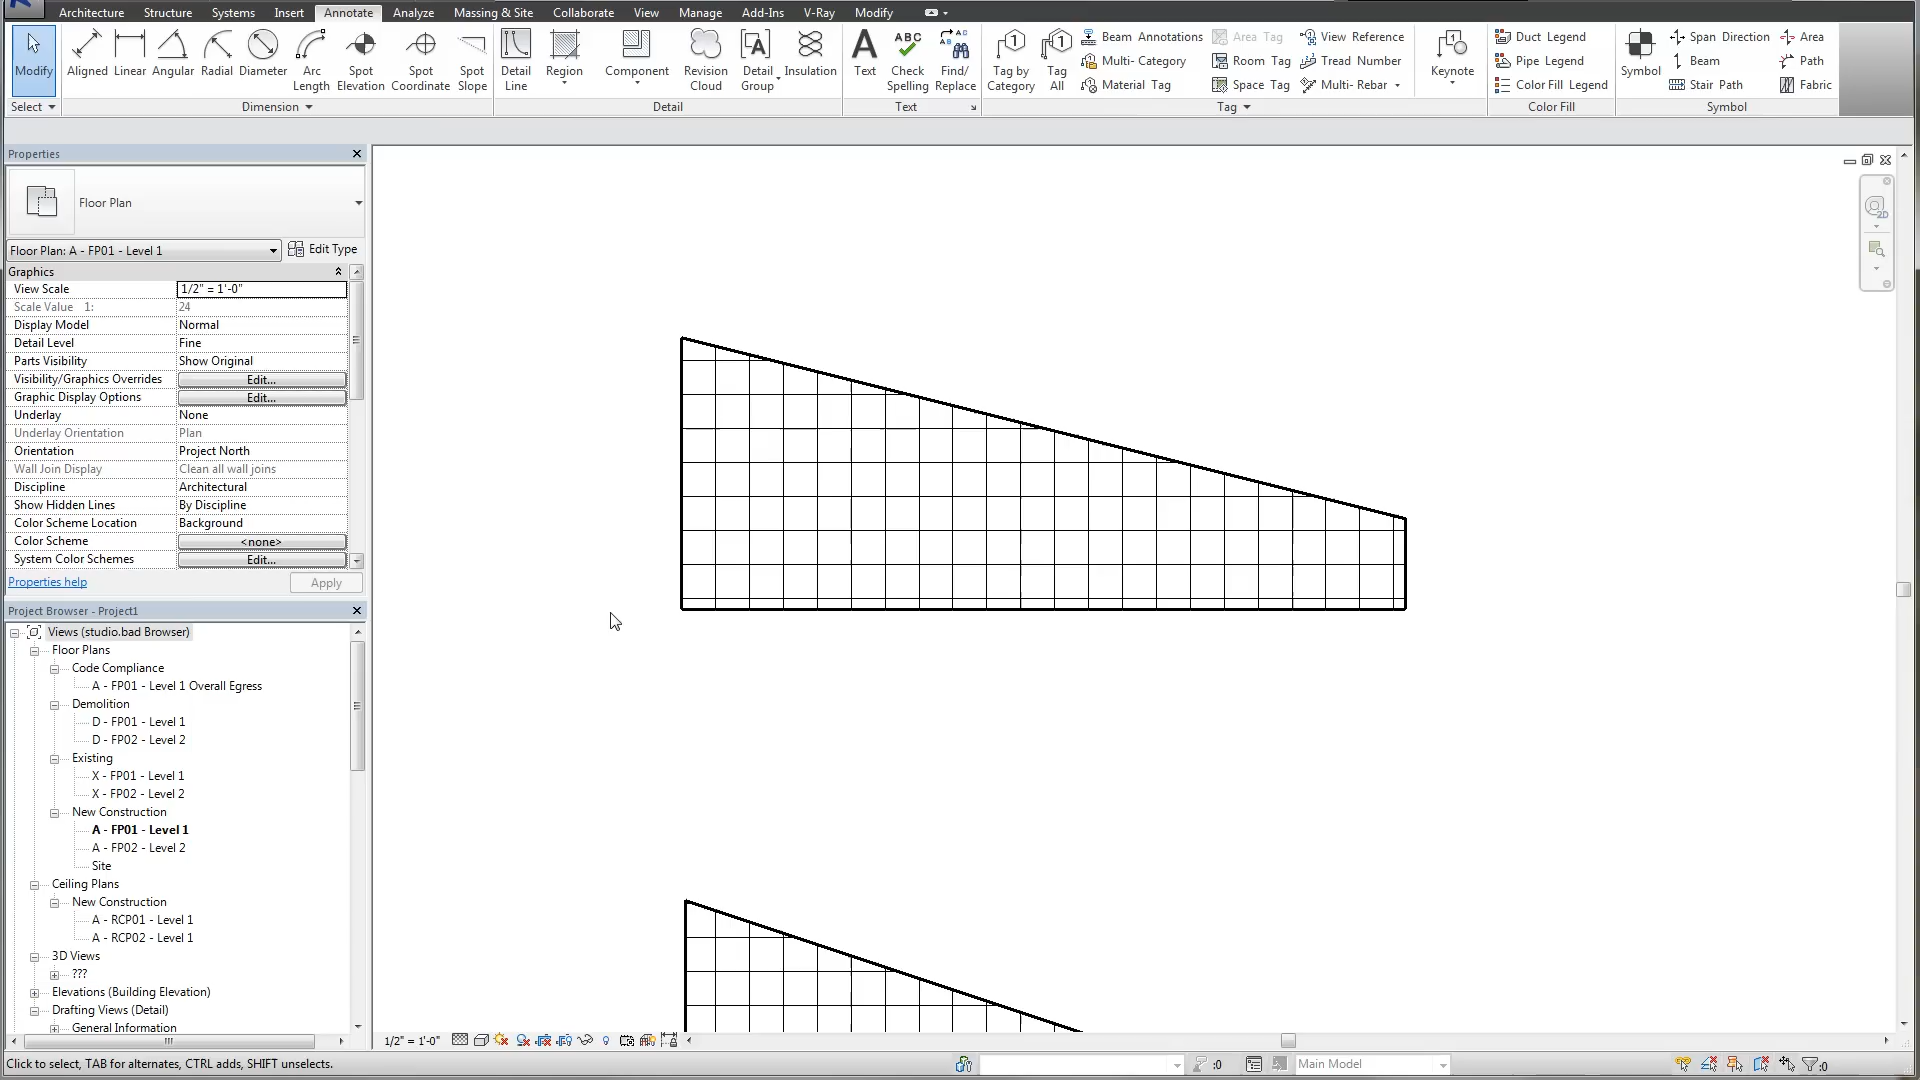 Architecture Structure Systems Insert Annotate Analyze Massing & Site Collaborate View Manage Add-Ins V-Ray Modify
Modify
Select
Aligned Linear Angular Radial Diameter Arc Length Spot Elevation Spot Coordinate Spot Slope
Dimension
Detail Line Region Component Revision Cloud Detail Group Insulation
Detail
Text Check Spelling Find/ Replace
ABC
Text
Tag by Category Tag All
Beam Annotations Area Tag View Reference
Multi- Category Room Tag Tread Number
Material Tag Space Tag Multi- Rebar
Tag
Keynote
Duct Legend
Pipe Legend
Color Fill Legend
Color Fill
Symbol
Span Direction Area
Beam Path
Stair Path Fabric
Symbol
Properties
Floor Plan
Floor Plan: A - FP01 - Level 1 Edit Type
Graphics
View Scale 1/2" = 1'-0"
Scale Value 1: 24
Display Model Normal
Detail Level Fine
Parts Visibility Show Original
Visibility/Graphics Overrides Edit...
Graphic Display Options Edit...
Underlay None
Underlay Orientation Plan
Orientation Project North
Wall Join Display Clean all wall joins
Discipline Architectural
Show Hidden Lines By Discipline
Color Scheme Location Background
Color Scheme <none>
System Color Schemes Edit...
Properties help Apply
Project Browser - Project1
Views (studio.bad Browser)
Floor Plans
Code Compliance
A - FP01 - Level 1 Overall Egress
Demolition
D - FP01 - Level 1
D - FP02 - Level 2
Existing
X - FP01 - Level 1
X - FP02 - Level 2
New Construction
A - FP01 - Level 1
A - FP02 - Level 2
Site
Ceiling Plans
New Construction
A - RCP01 - Level 1
A - RCP02 - Level 1
3D Views
???
Elevations (Building Elevation)
Drafting Views (Detail)
General Information
2D
1/2" = 1'-0"
Click to select, TAB for alternates, CTRL adds, SHIFT unselects.
:0
Main Model
:0